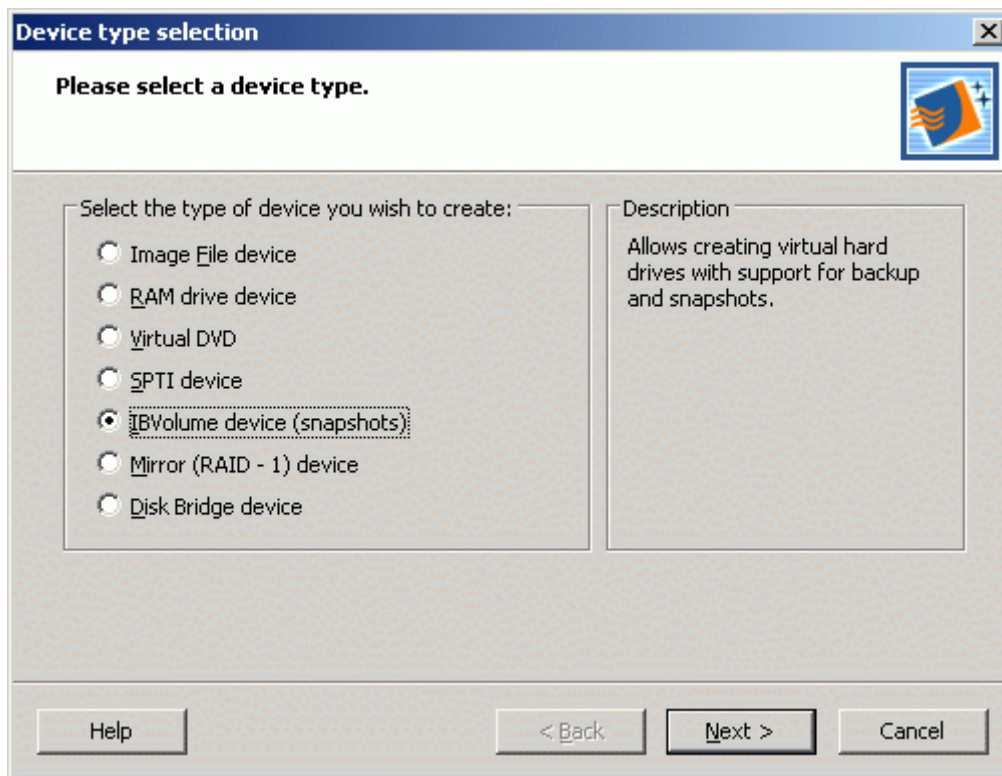 Device type selection
Please select a device type.
Select the type of device you wish to create:
Image File device
RAM drive device
Virtual DVD
SPTI device
IBVolume device (snapshots)
Mirror (RAID - 1) device
Disk Bridge device
Description
Allows creating virtual hard
drives with support for backup
and snapshots.
Help
< Back
Next >
Cancel